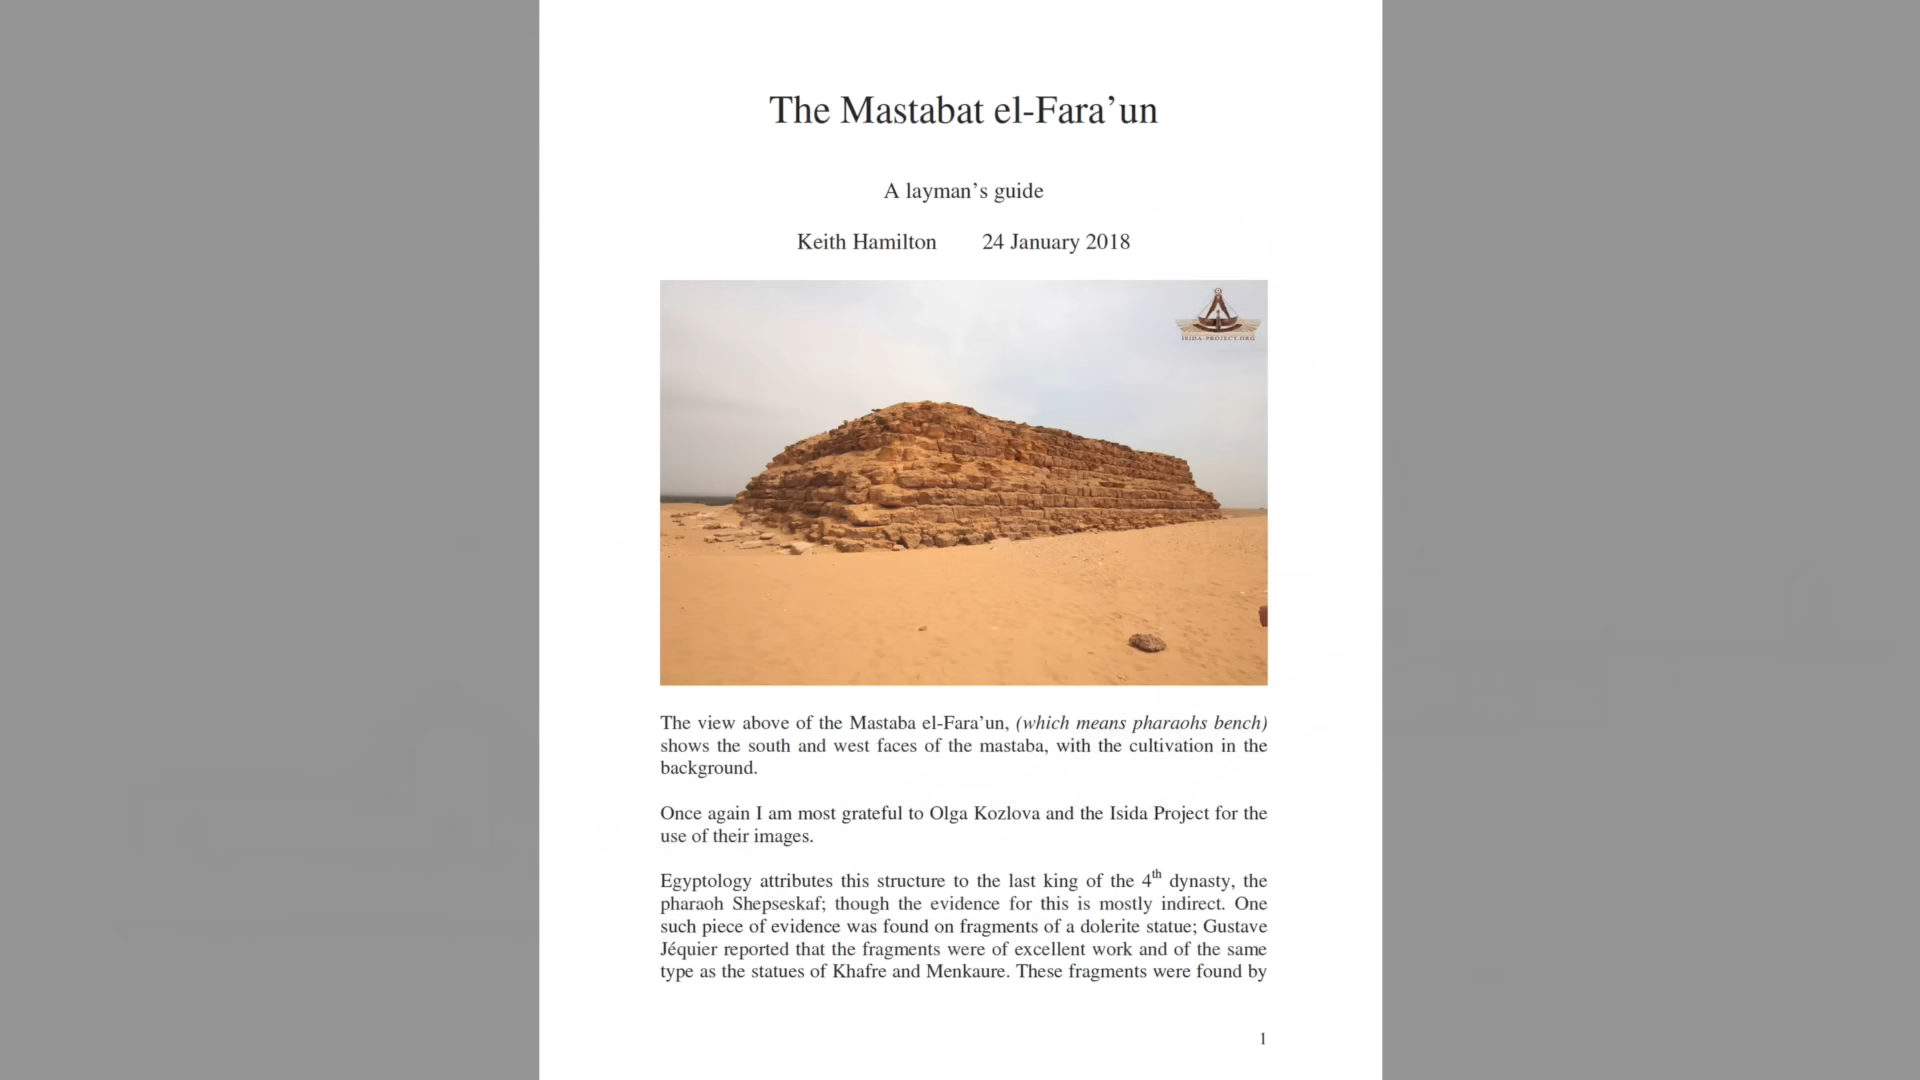 The Mastabat el-Fara’un
A layman’s guide
Keith Hamilton 24 January 2018
ISIDA-PROJECT.ORG
The view above of the Mastaba el-Fara’un, (which means pharaohs bench)
shows the south and west faces of the mastaba, with the cultivation in the
background.
Once again I am most grateful to Olga Kozlova and the Isida Project for the
use of their images.
Egyptology attributes this structure to the last king of the 4th dynasty, the
pharaoh Shepseskaf; though the evidence for this is mostly indirect. One
such piece of evidence was found on fragments of a dolerite statue; Gustave
Jéquier reported that the fragments were of excellent work and of the same
type as the statues of Khafre and Menkaure. These fragments were found by
1